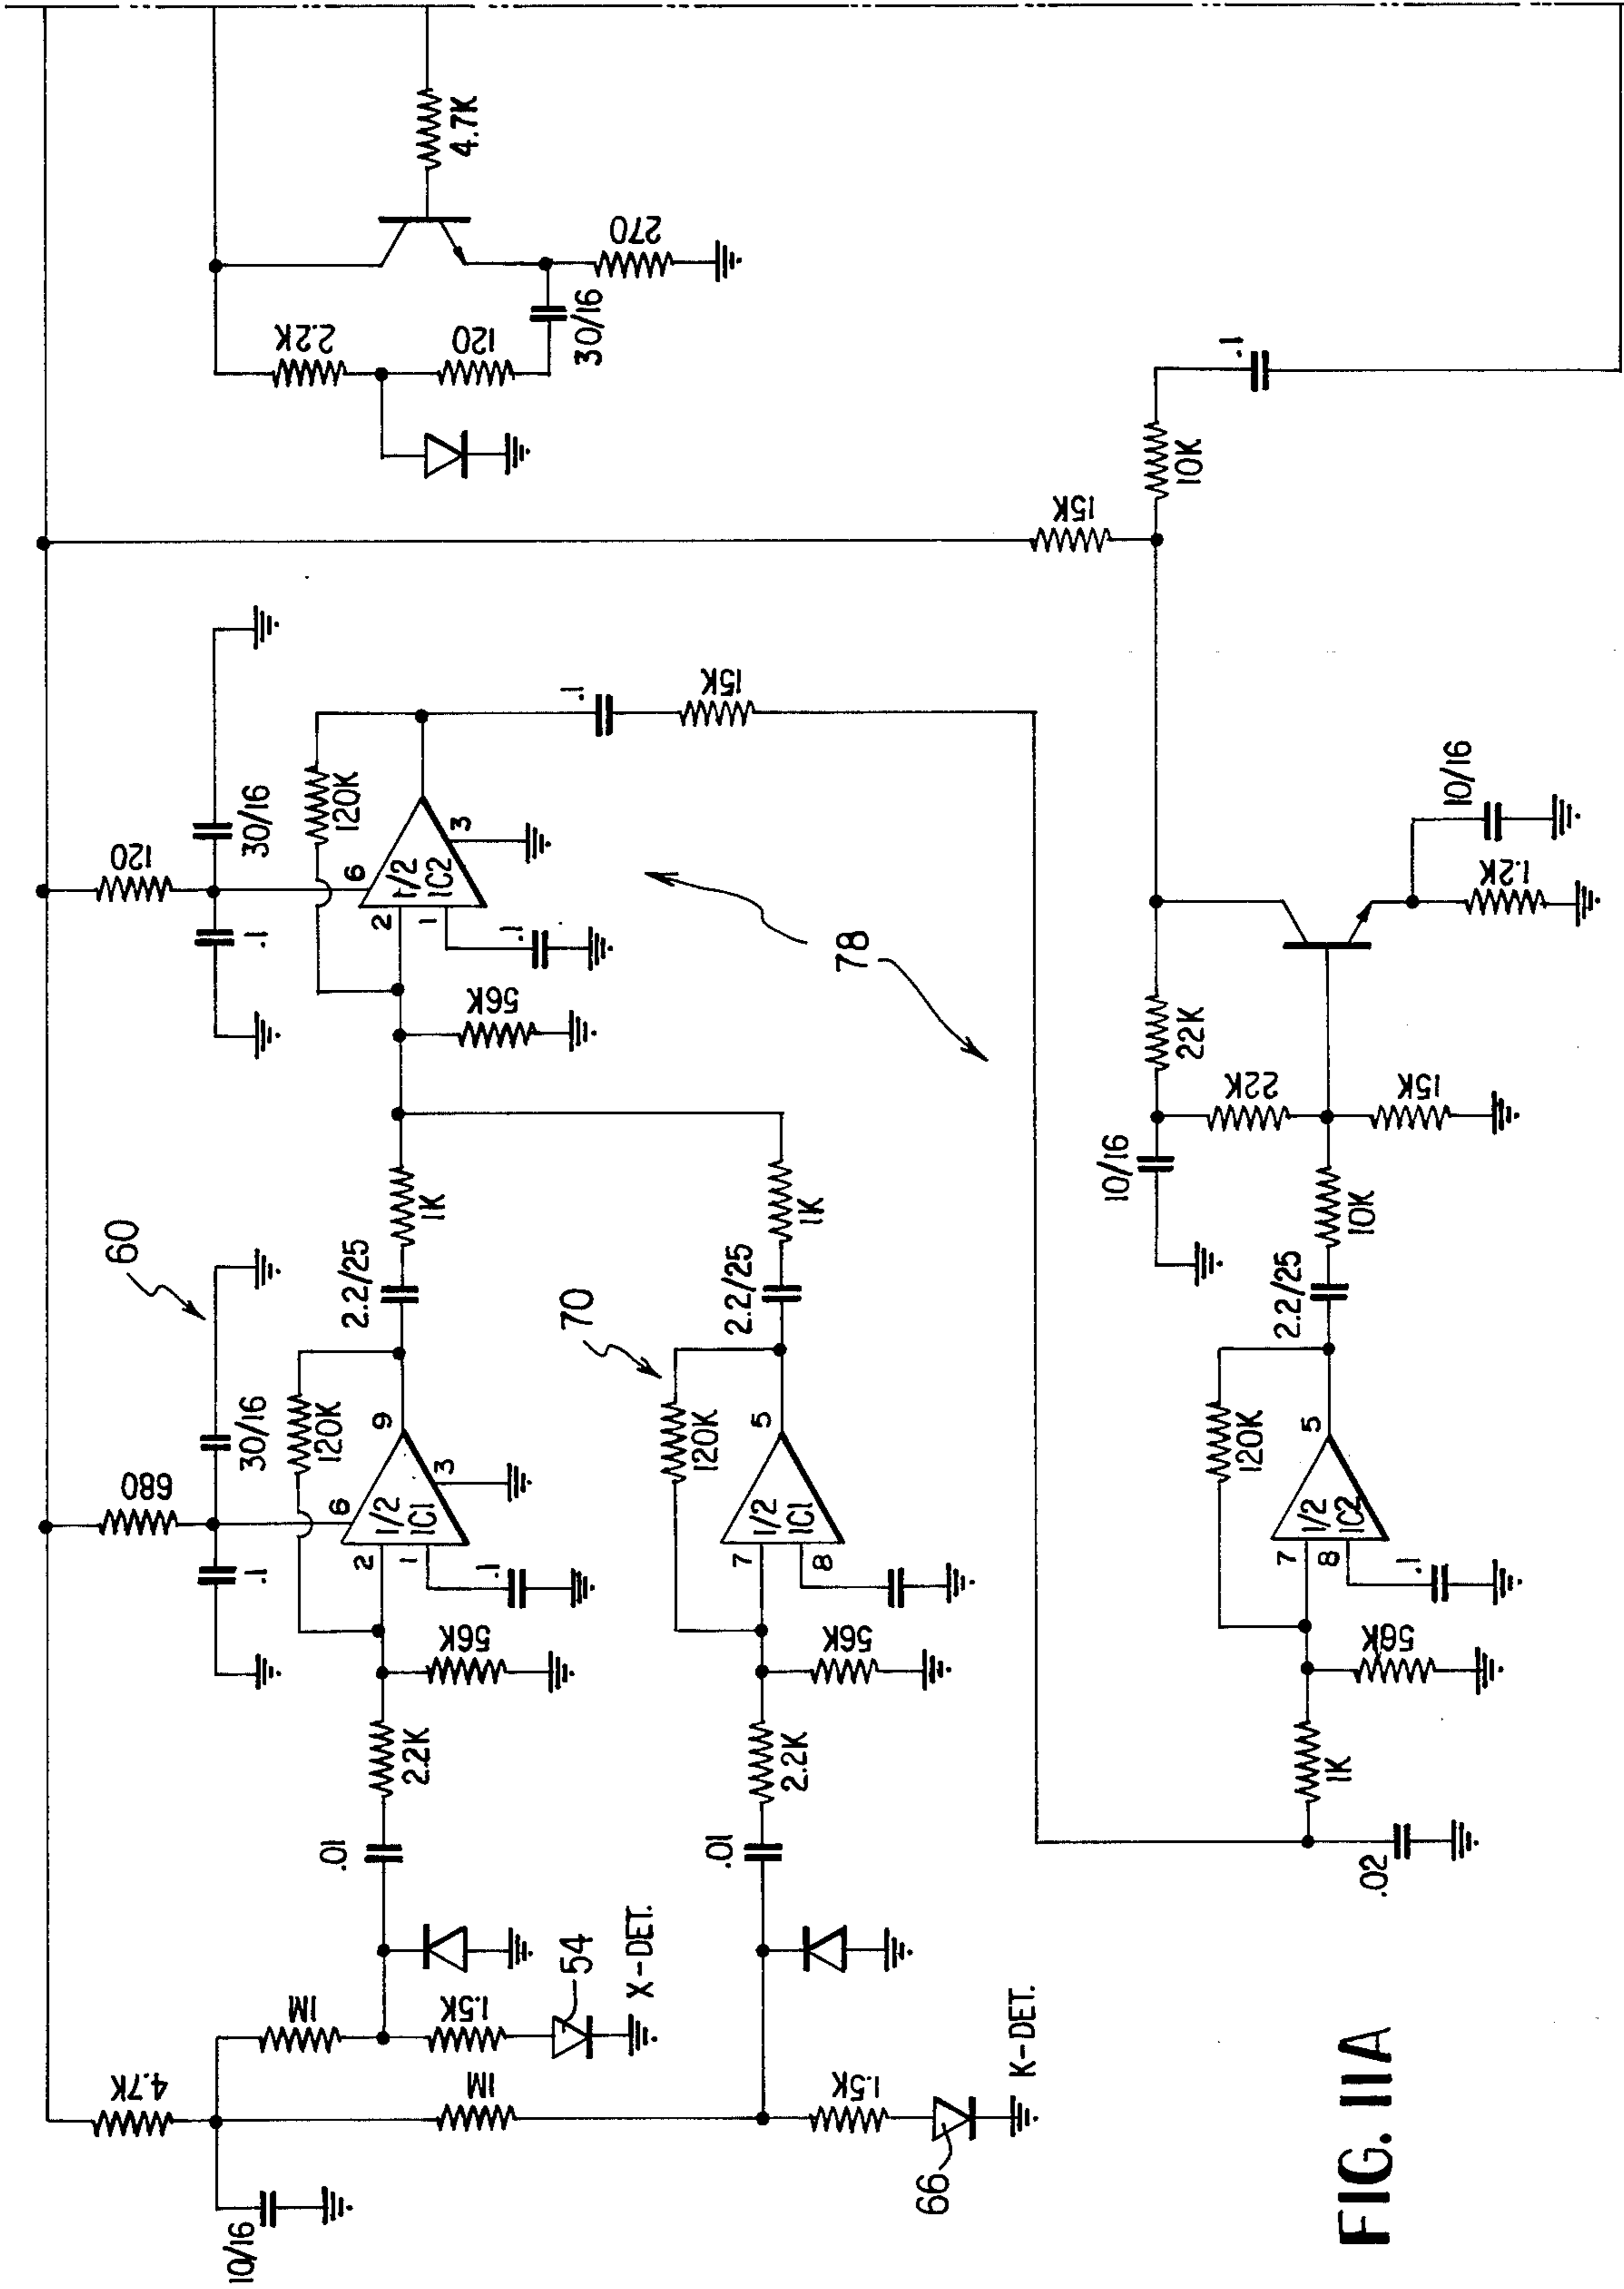 4.7K
10/16
1M
1M
1.5K
54
X-DET.
1.5K
66
K-DET.
.01
2.2K
56K
2
1
.1
1/2
IC1
6
3
9
120K
680
.1
30/16
60
2.2/25
1K
.01
2.2K
56K
7
8
1/2
IC1
5
120K
70
2.2/25
1K
56K
2
1
.1
1/2
IC2
6
3
120K
120
.1
30/16
.1
15K
78
.02
1K
56K
7
8
.1
1/2
IC2
5
120K
2.2/25
10K
10/16
22K
22K
15K
1.2K
10/16
15K
10K
.1
2.2K
120
30/16
270
4.7K
FIG. 11A